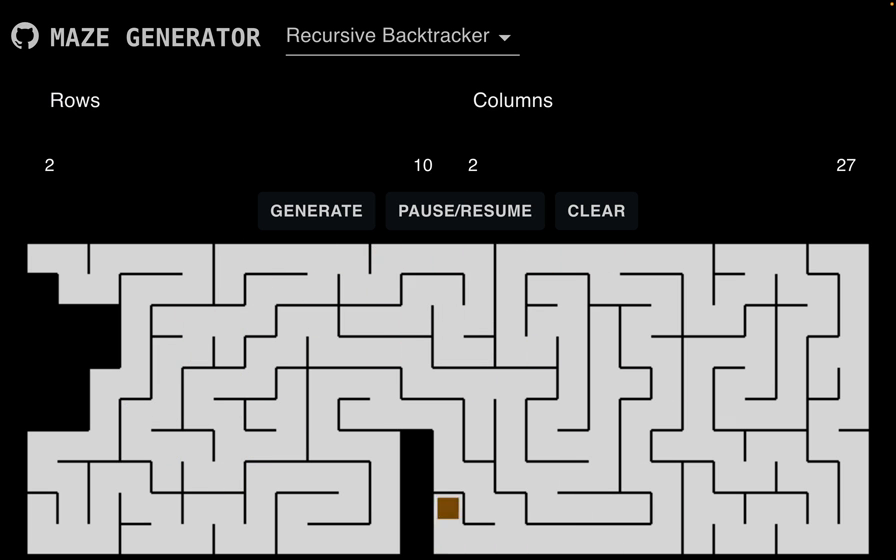 MAZE GENERATOR Recursive Backtracker
Rows Columns
2 10 2 27
GENERATE PAUSE/RESUME CLEAR